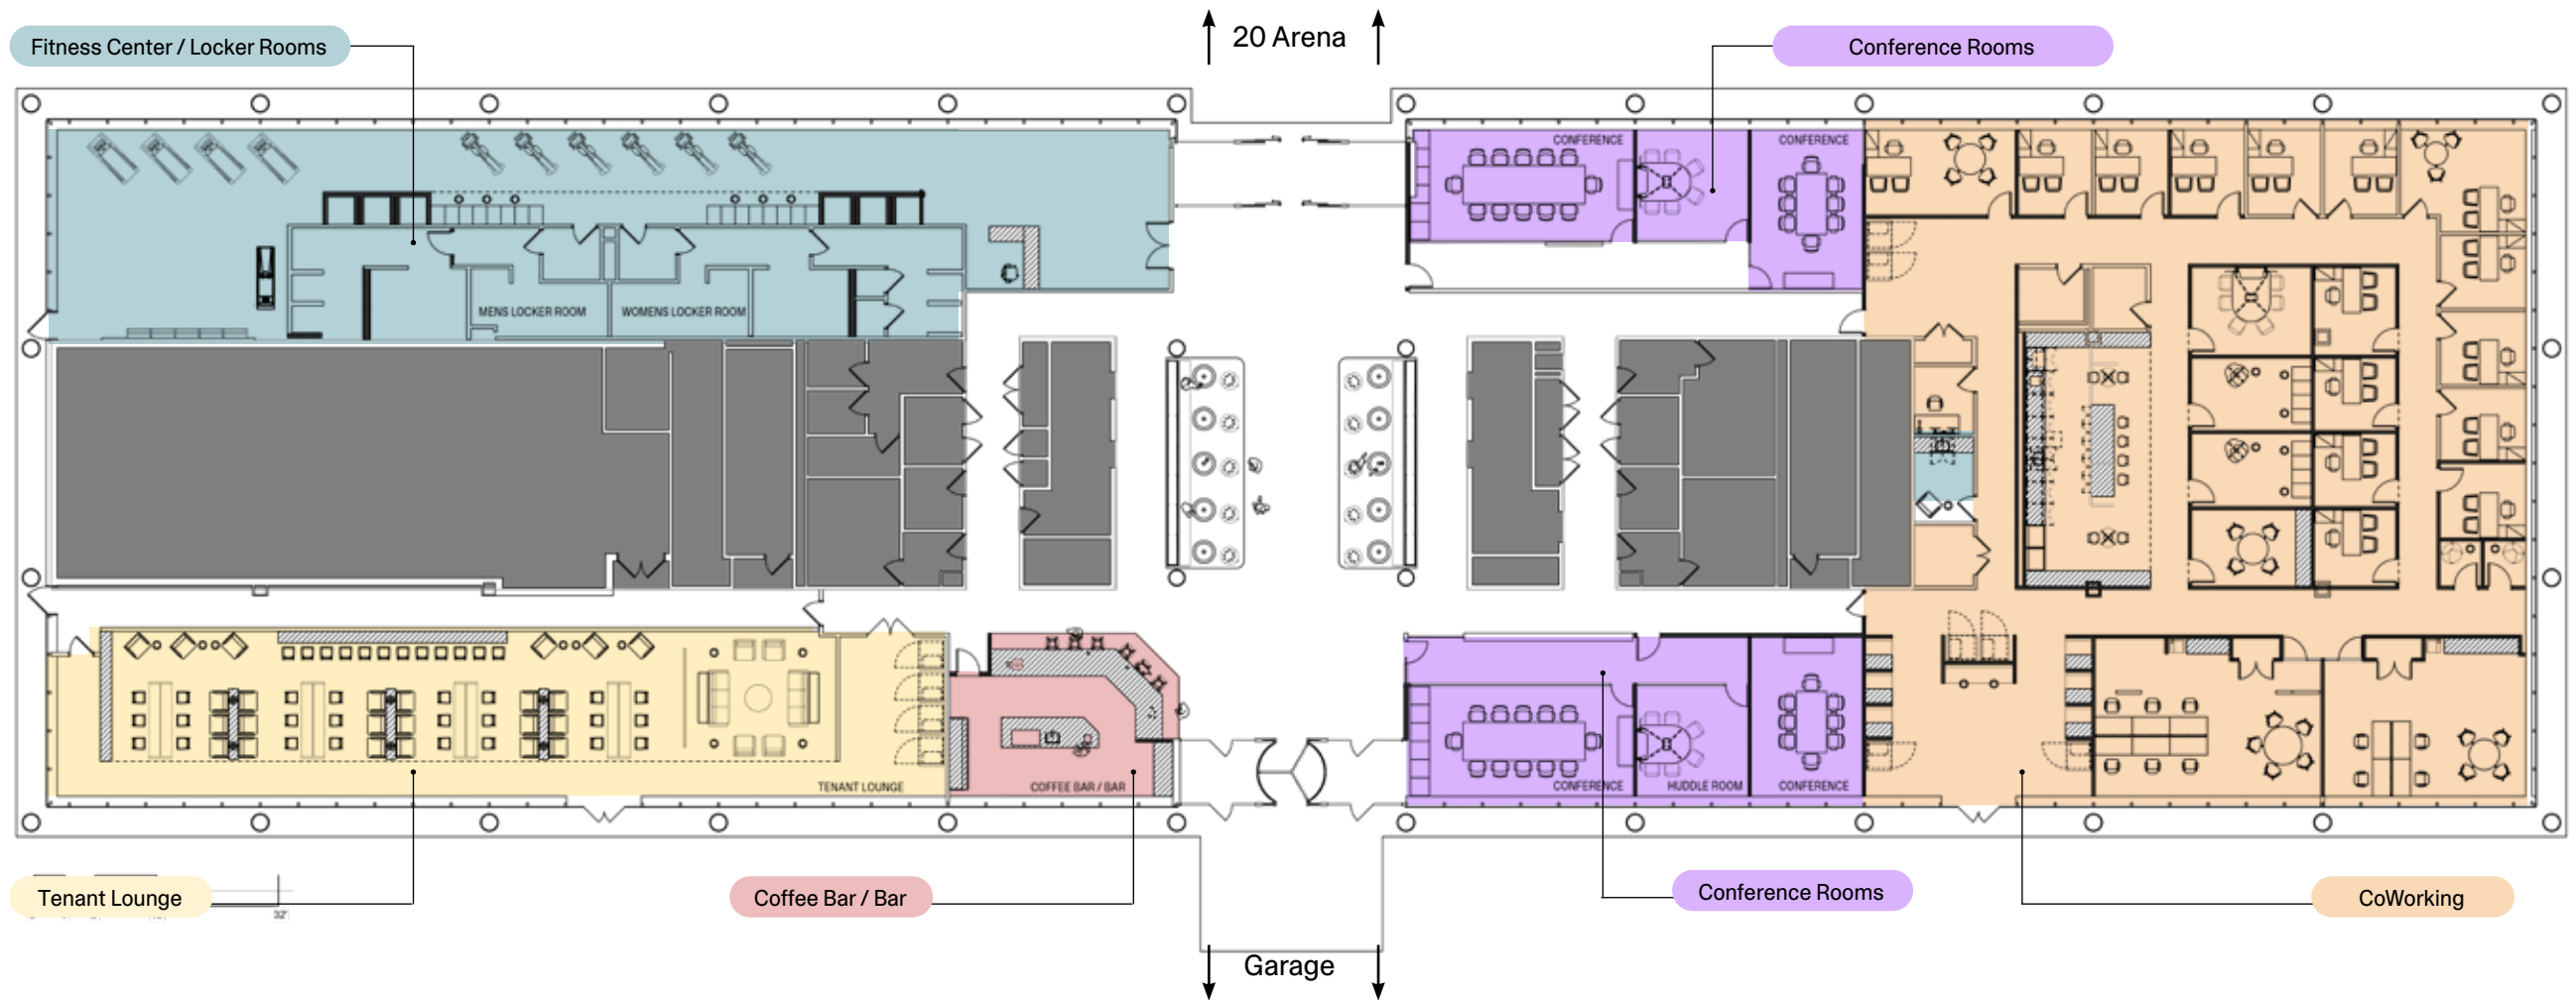 Fitness Center / Locker Rooms
20 Arena
Conference Rooms
CONFERENCE
CONFERENCE
MENS LOCKER ROOM
WOMENS LOCKER ROOM
TENANT LOUNGE
COFFEE BAR / BAR
CONFERENCE
HUDDLE ROOM
CONFERENCE
Tenant Lounge
32'
Coffee Bar / Bar
Conference Rooms
CoWorking
Garage